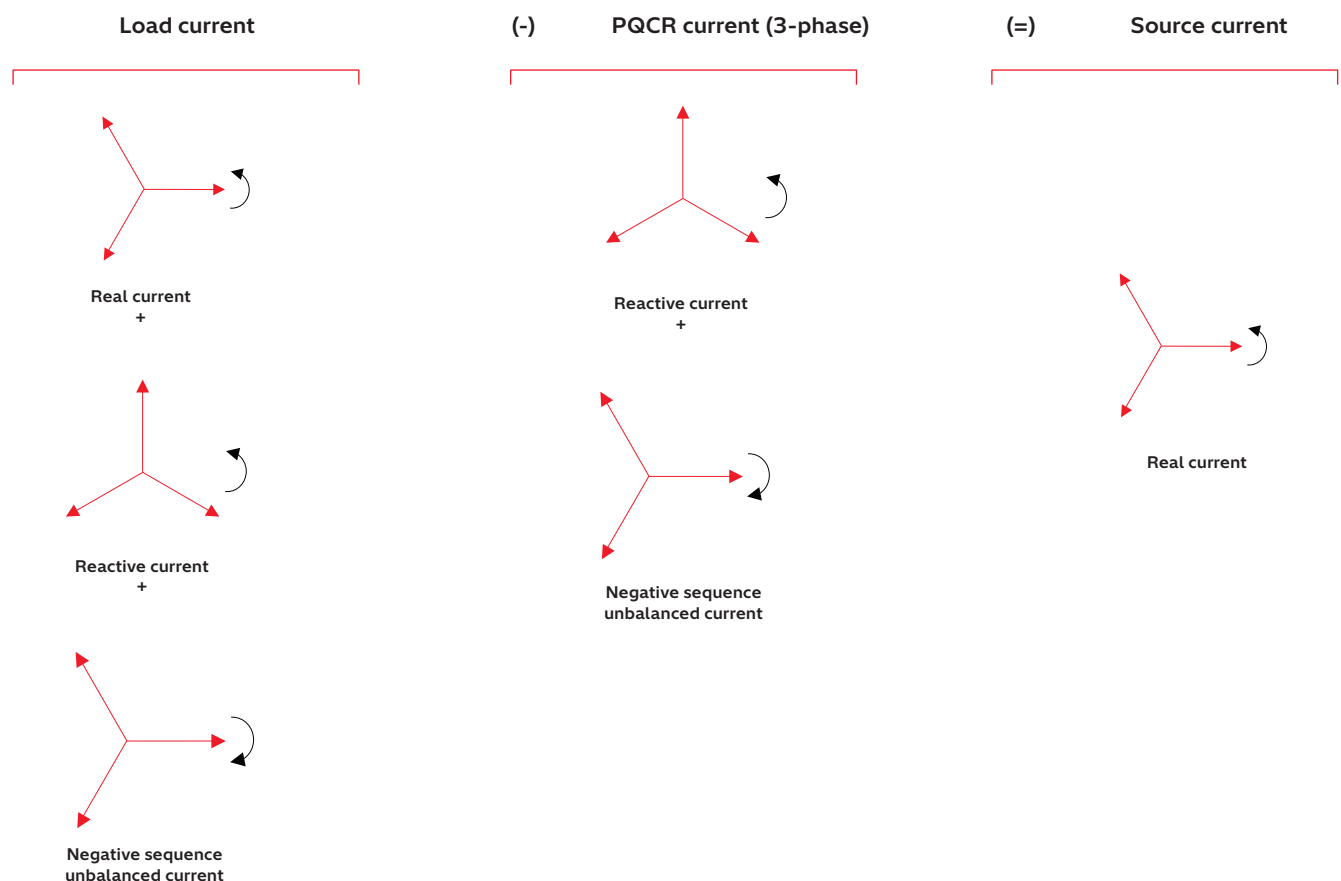 Load current
(-)
PQCR current (3-phase)
(=)
Source current
Real current
+
Reactive current
+
Negative sequence
unbalanced current
Reactive current
+
Negative sequence
unbalanced current
Real current